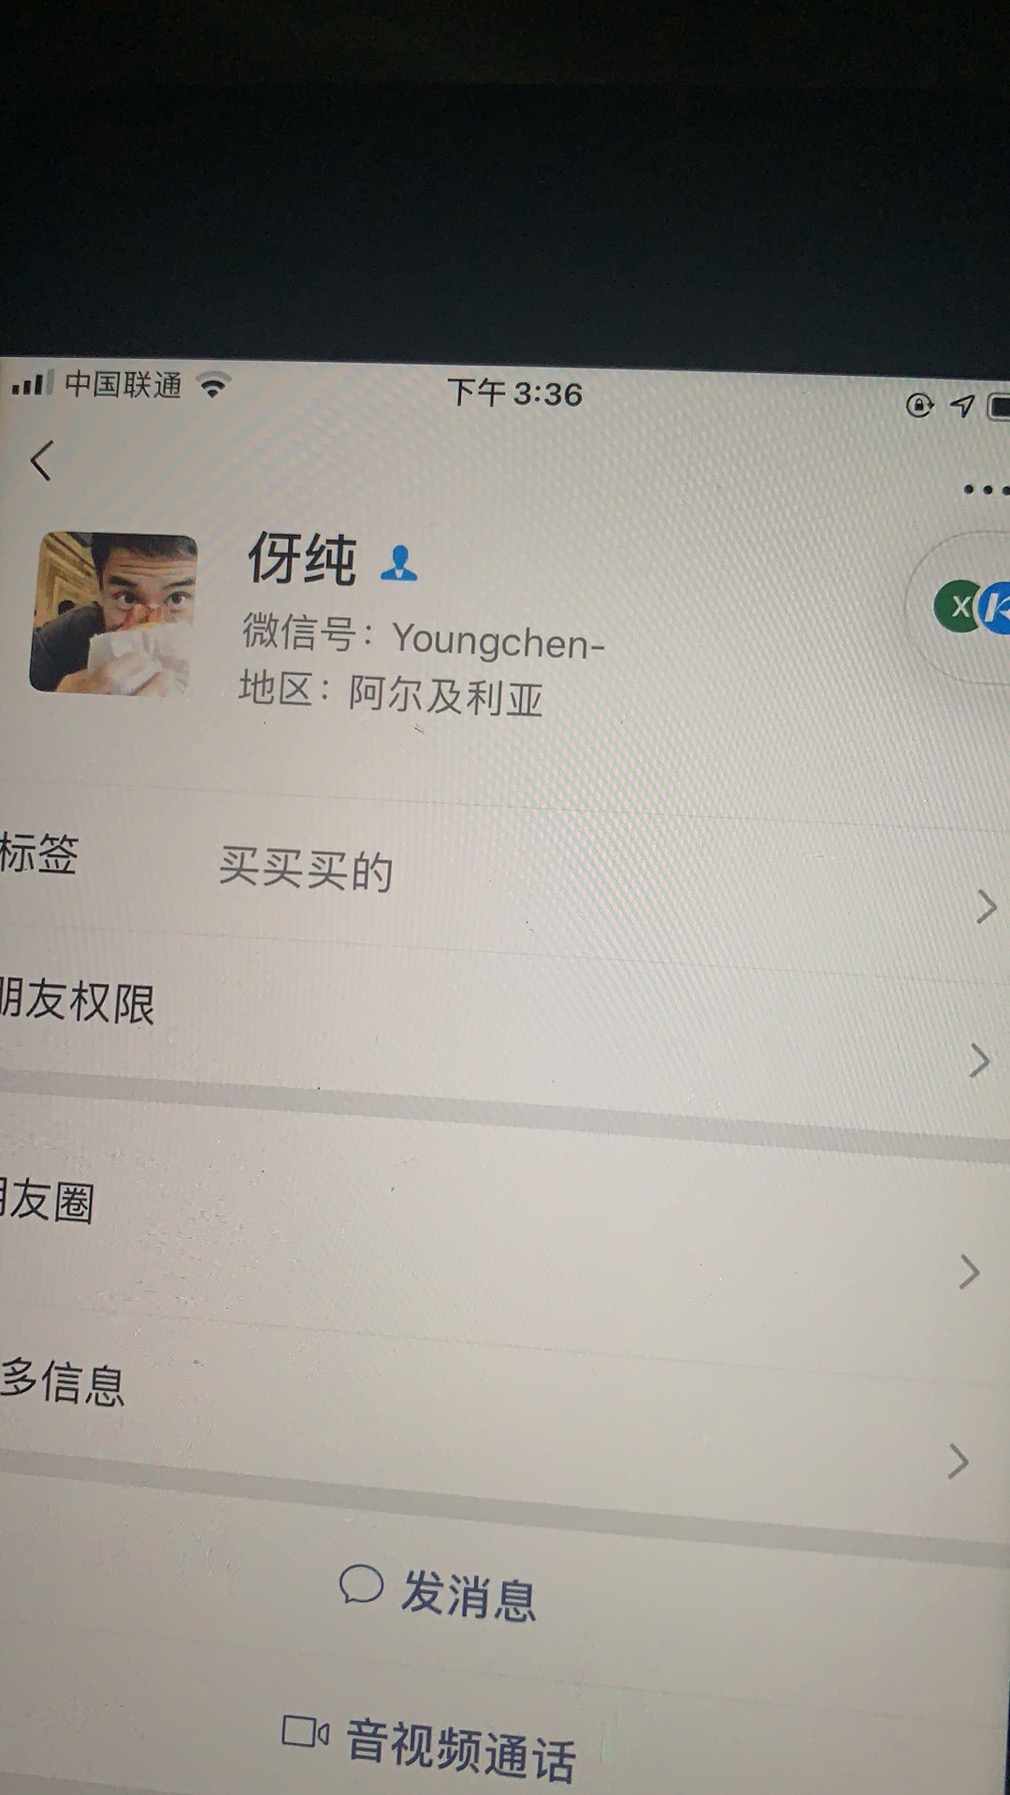 中国联通
下午 3:36
伢纯
微信号：Youngchen-
地区：阿尔及利亚
X
标签 买买买的
朋友权限
朋友圈
多信息
发消息
音视频通话